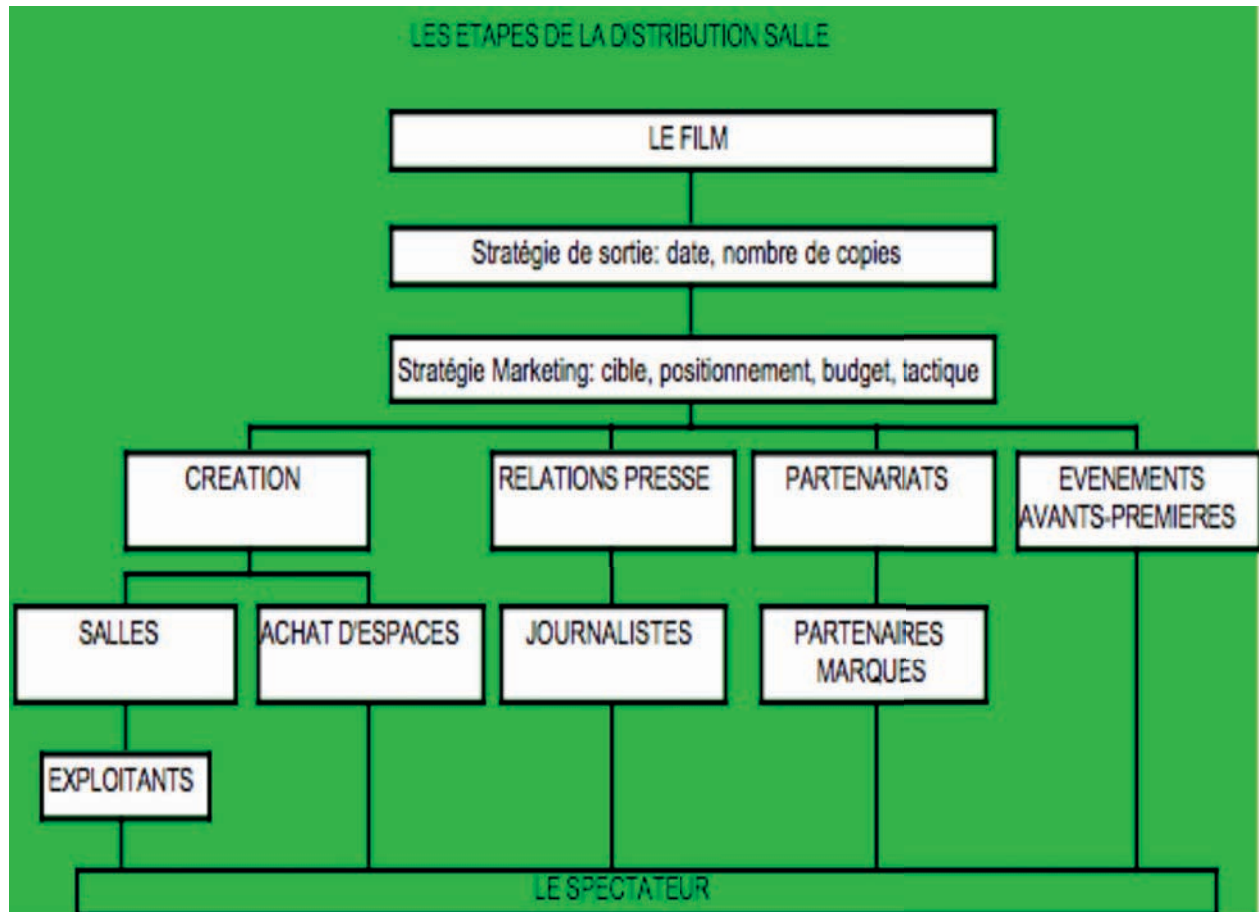 LES ETAPES DE LA DISTRIBUTION SALLE
LE FILM
Stratégie de sortie: date, nombre de copies
Stratégie Marketing: cible, positionnement, budget, tactique
CREATION
RELATIONS PRESSE
PARTENARIATS
EVENEMENTS
AVANTS-PREMIERES
SALLES
ACHAT D'ESPACES
JOURNALISTES
PARTENAIRES
MARQUES
EXPLOITANTS
LE SPECTATEUR